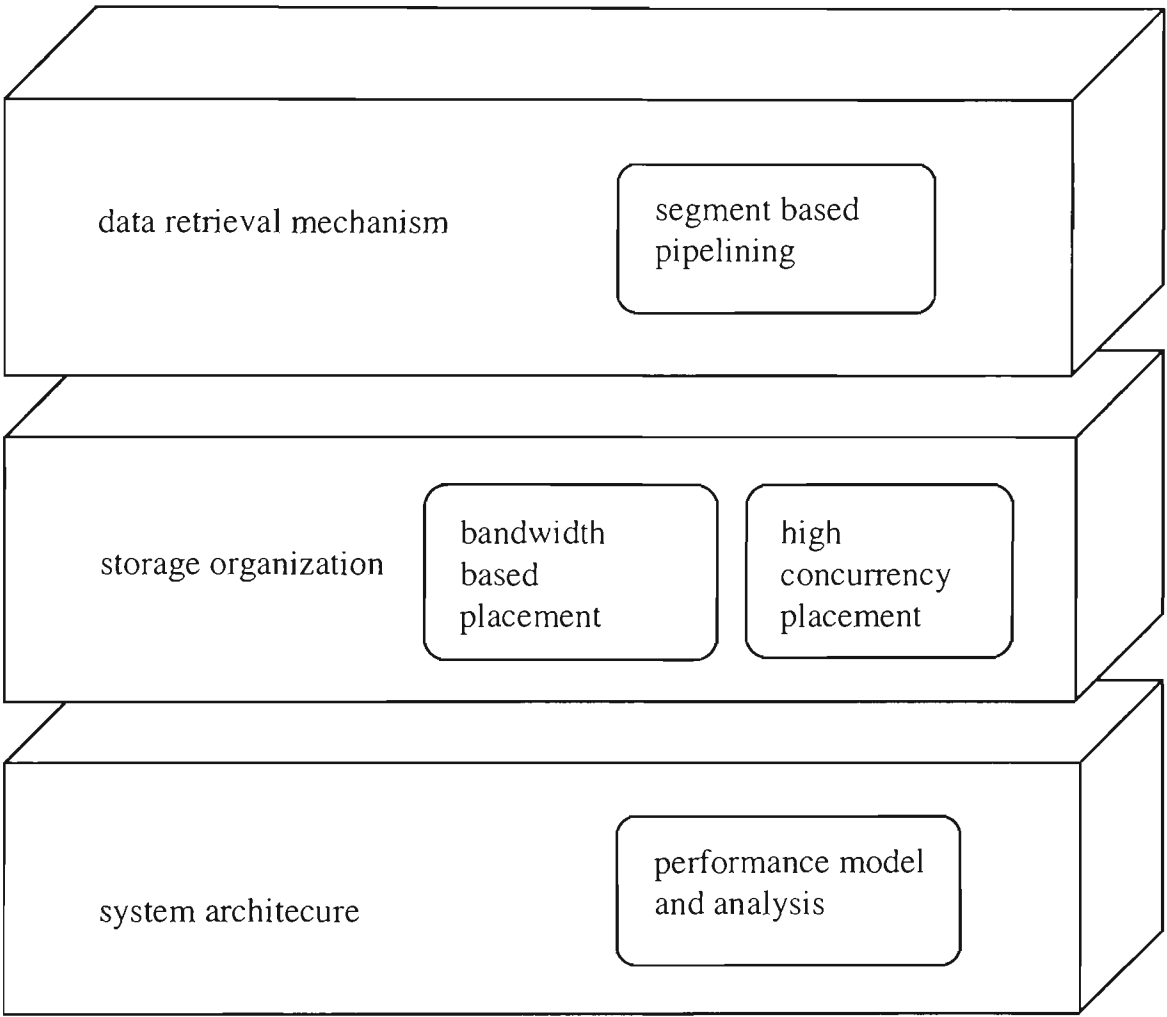 data retrieval mechanism
segment based
pipelining
storage organization
bandwidth
based
placement
high
concurrency
placement
system architecure
performance model
and analysis